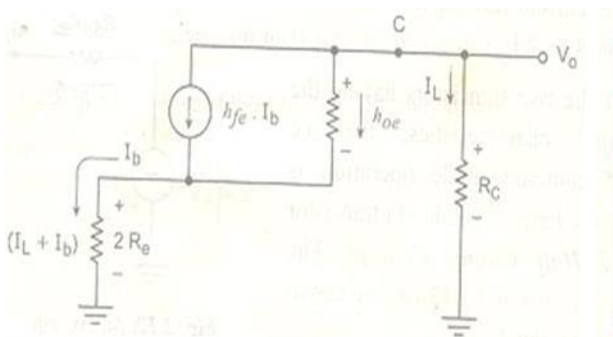 C
V₀
I_L
h_fe . I_b
h_oe
I_b
+
-
+
-
R_C
(I_L + I_b)
+
2 R_e
-